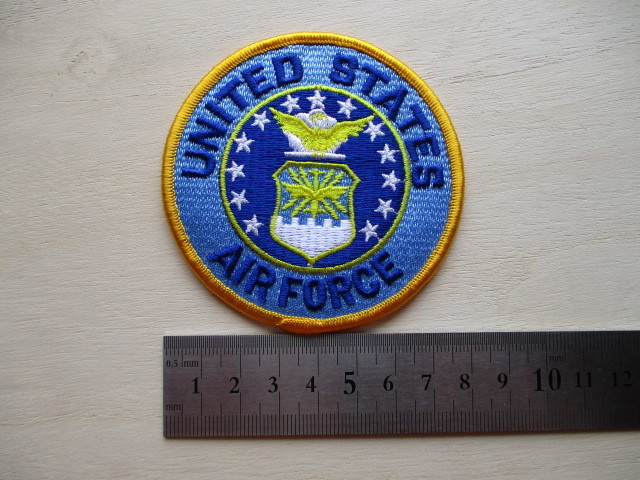 UNITED STATES
AIR FORCE
0.5 mm mm
1 2 3 4 5 6 7 8 9 10 11 12
mm